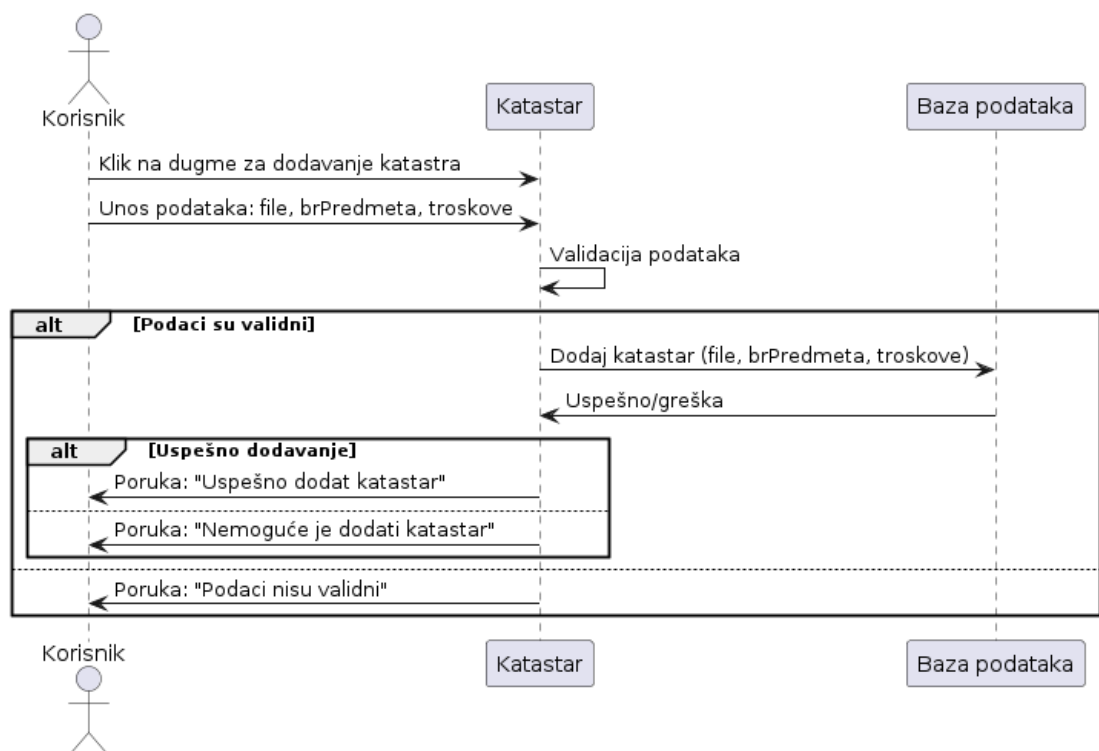 Korisnik
Katastar
Baza podataka
Klik na dugme za dodavanje katastra
Unos podataka: file, brPredmeta, troskove
Validacija podataka
alt [Podaci su validni]
Dodaj katastar (file, brPredmeta, troskove)
Uspešno/greška
alt [Uspešno dodavanje]
Poruka: "Uspešno dodat katastar"
Poruka: "Nemoguće je dodati katastar"
Poruka: "Podaci nisu validni"
Korisnik
Katastar
Baza podataka